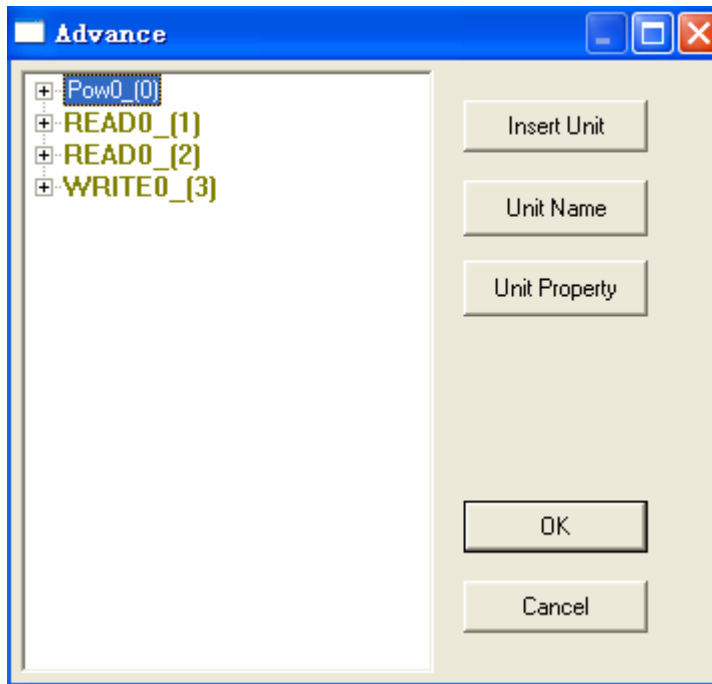 Advance
Pow0_(0)
READ0_(1)
READ0_(2)
WRITE0_(3)
Insert Unit
Unit Name
Unit Property
OK
Cancel